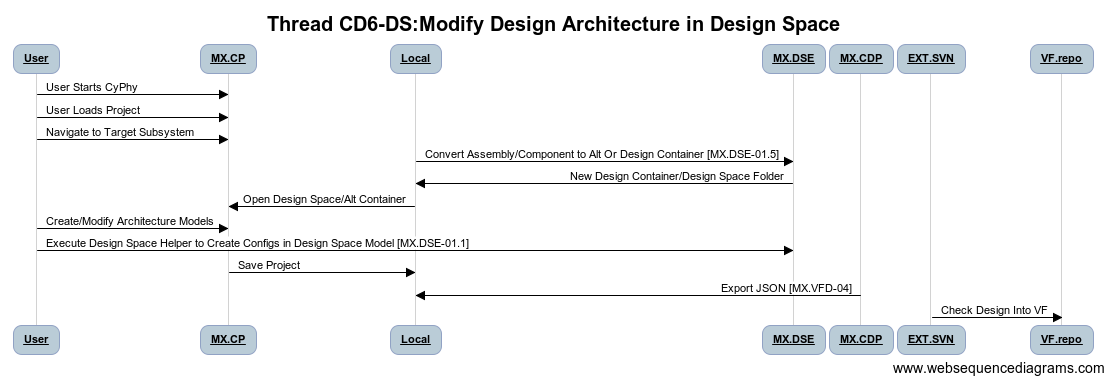 Thread CD6-DS:Modify Design Architecture in Design Space
User MX.CP Local MX.DSE MX.CDP EXT.SVN VF.repo
User Starts CyPhy
User Loads Project
Navigate to Target Subsystem
Convert Assembly/Component to Alt Or Design Container [MX.DSE-01.5]
New Design Container/Design Space Folder
Open Design Space/Alt Container
Create/Modify Architecture Models
Execute Design Space Helper to Create Configs in Design Space Model [MX.DSE-01.1]
Save Project
Export JSON [MX.VFD-04]
Check Design Into VF
User MX.CP Local MX.DSE MX.CDP EXT.SVN VF.repo
www.websequencediagrams.com